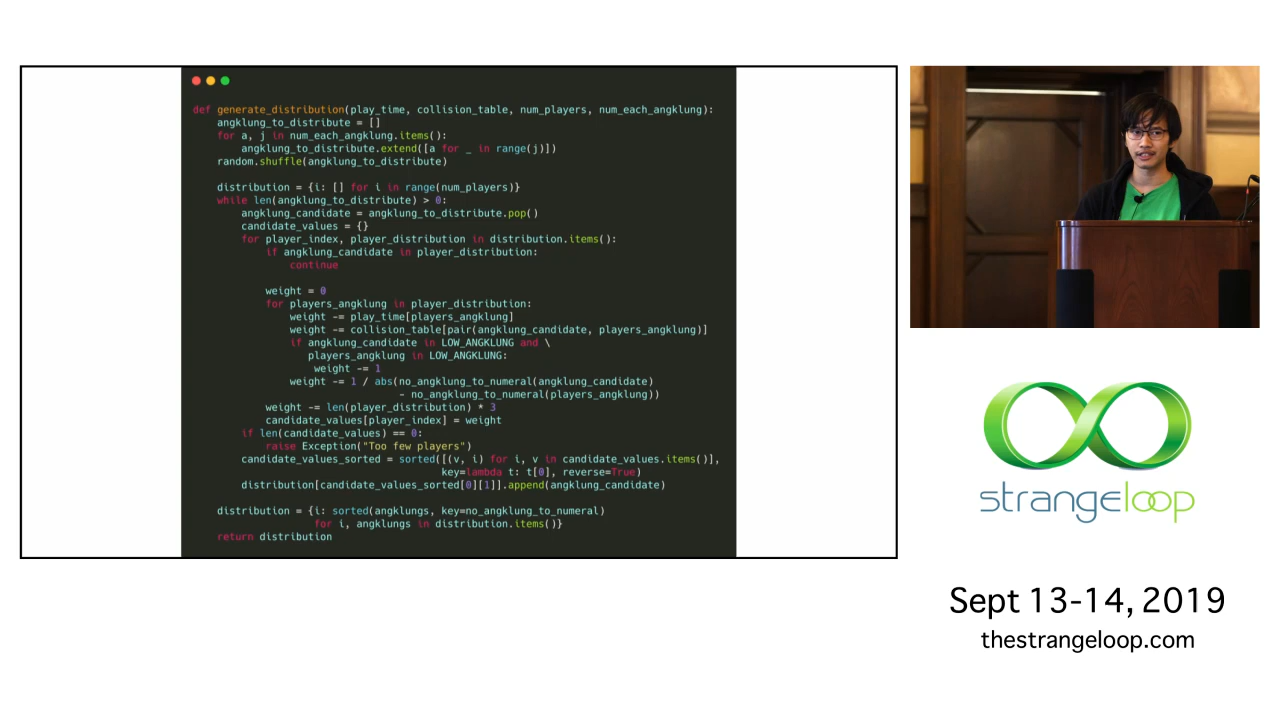 def generate_distribution(play_time, collision_table, num_players, num_each_angklung):
    angklung_to_distribute = []
    for a, j in num_each_angklung.items():
        angklung_to_distribute.extend([a for _ in range(j)])
    random.shuffle(angklung_to_distribute)

    distribution = {i: [] for i in range(num_players)}
    while len(angklung_to_distribute) > 0:
        angklung_candidate = angklung_to_distribute.pop()
        candidate_values = {}
        for player_index, player_distribution in distribution.items():
            if angklung_candidate in player_distribution:
                continue

            weight = 0
            for players_angklung in player_distribution:
                weight -= play_time[players_angklung]
                weight -= collision_table[pair(angklung_candidate, players_angklung)]
                if angklung_candidate in LOW_ANGKLUNG and \
                   players_angklung in LOW_ANGKLUNG:
                    weight -= 1
                weight -= 1 / abs(no_angklung_to_numeral(angklung_candidate)
                                  - no_angklung_to_numeral(players_angklung))
            weight -= len(player_distribution) * 3
            candidate_values[player_index] = weight
        if len(candidate_values) == 0:
            raise Exception("Too few players")
        candidate_values_sorted = sorted([(v, i) for i, v in candidate_values.items()],
                                         key=lambda t: t[0], reverse=True)
        distribution[candidate_values_sorted[0][1]].append(angklung_candidate)

    distribution = {i: sorted(angklungs, key=no_angklung_to_numeral)
                    for i, angklungs in distribution.items()}
    return distribution
strangeloop
Sept 13-14, 2019
thestrangeloop.com